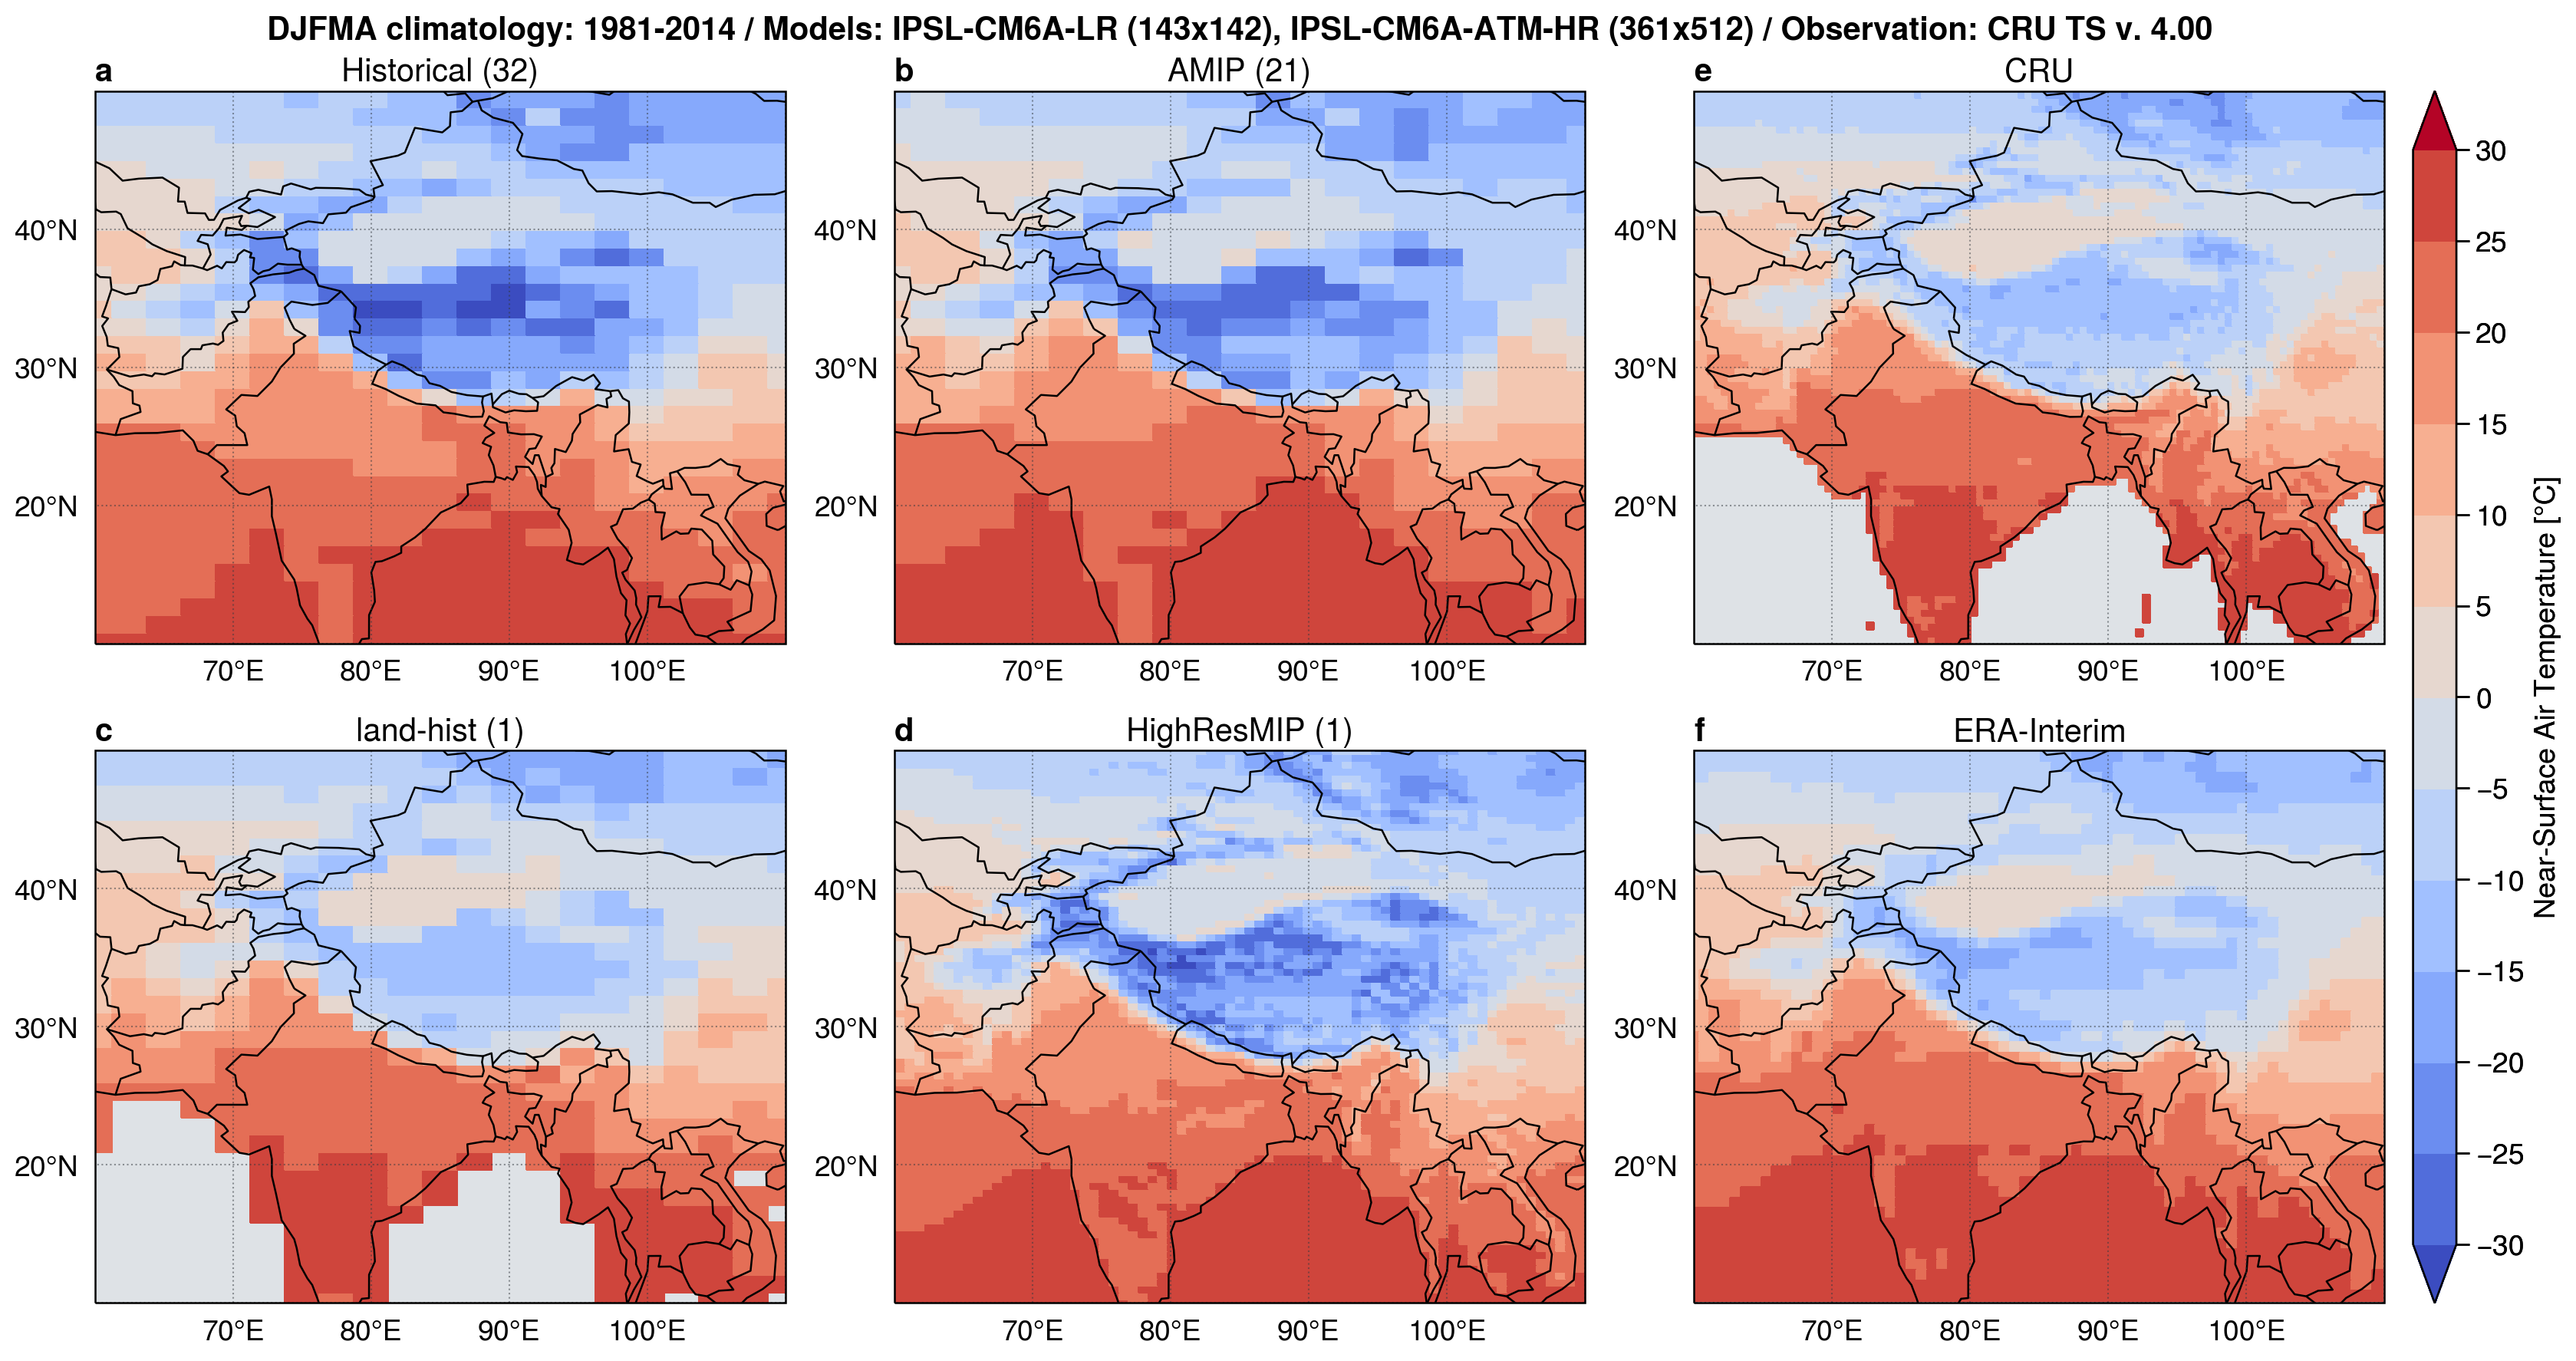 DJFMA climatology: 1981-2014 / Models: IPSL-CM6A-LR (143x142), IPSL-CM6A-ATM-HR (361x512) / Observation: CRU TS v. 4.00
a Historical (32)
40°N
30°N
20°N
70°E 80°E 90°E 100°E
b AMIP (21)
40°N
30°N
20°N
70°E 80°E 90°E 100°E
e CRU
40°N
30°N
20°N
70°E 80°E 90°E 100°E
c land-hist (1)
40°N
30°N
20°N
70°E 80°E 90°E 100°E
d HighResMIP (1)
40°N
30°N
20°N
70°E 80°E 90°E 100°E
f ERA-Interim
40°N
30°N
20°N
70°E 80°E 90°E 100°E
30
25
20
15
10
5
0
−5
−10
−15
−20
−25
−30
Near-Surface Air Temperature [°C]